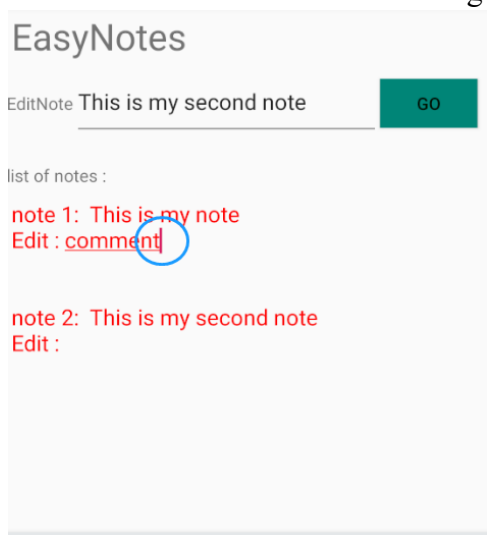 EasyNotes
EditNote This is my second note GO
list of notes :
note 1: This is my note
Edit : comment
note 2: This is my second note
Edit :